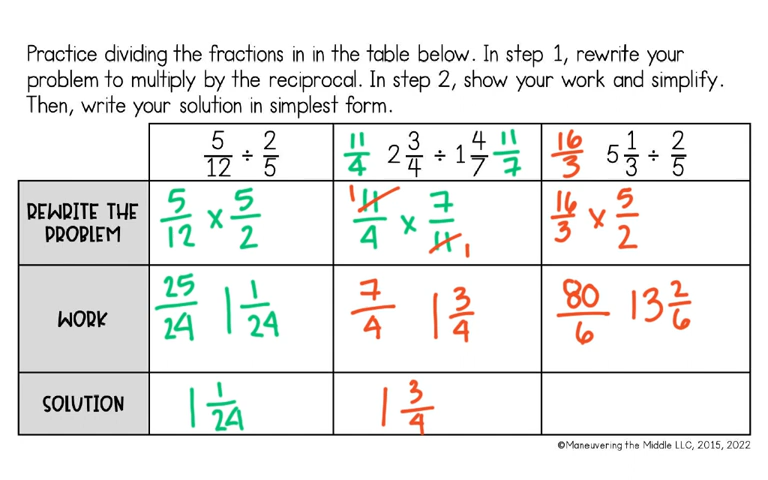 Practice dividing the fractions in in the table below. In step 1, rewrite your
problem to multiply by the reciprocal. In step 2, show your work and simplify.
Then, write your solution in simplest form.
5/12 ÷ 2/5
11/4 2 3/4 ÷ 1 4/7 11/7
16/3 5 1/3 ÷ 2/5
REWRITE THE
PROBLEM
5/12 × 5/2
1 11/4 × 7/11 1
16/3 × 5/2
WORK
25/24 1 1/24
7/4 1 3/4
80/6 13 2/6
SOLUTION
1 1/24
1 3/4
©Maneuvering the Middle LLC, 2015, 2022